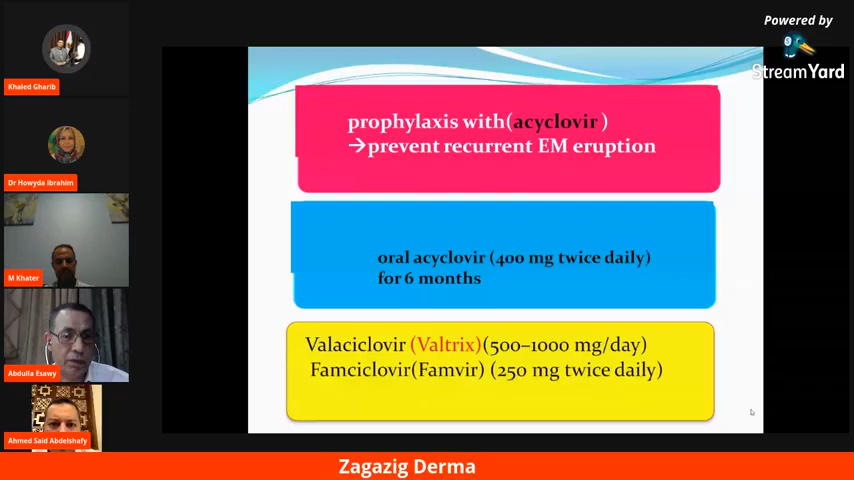 Powered by
StreamYard
Khaled Gharib
Dr Howyda Ibrahim
M Khater
Abdulla Esawy
Ahmed Said Abdelshafy
prophylaxis with(acyclovir )
→prevent recurrent EM eruption
oral acyclovir (400 mg twice daily)
for 6 months
Valaciclovir (Valtrix)(500–1000 mg/day)
Famciclovir(Famvir) (250 mg twice daily)
Zagazig Derma